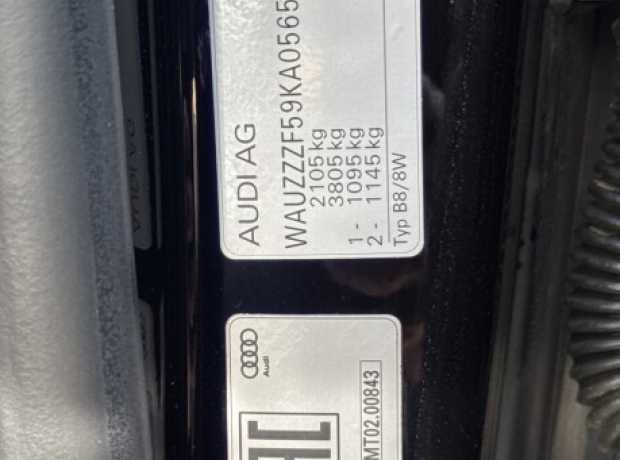 AUDI AG
WAUZZZF59KA0565
2105 kg
3805 kg
1 - 1095 kg
2 - 1145 kg
Typ B8/8W
Audi
MT02.00843